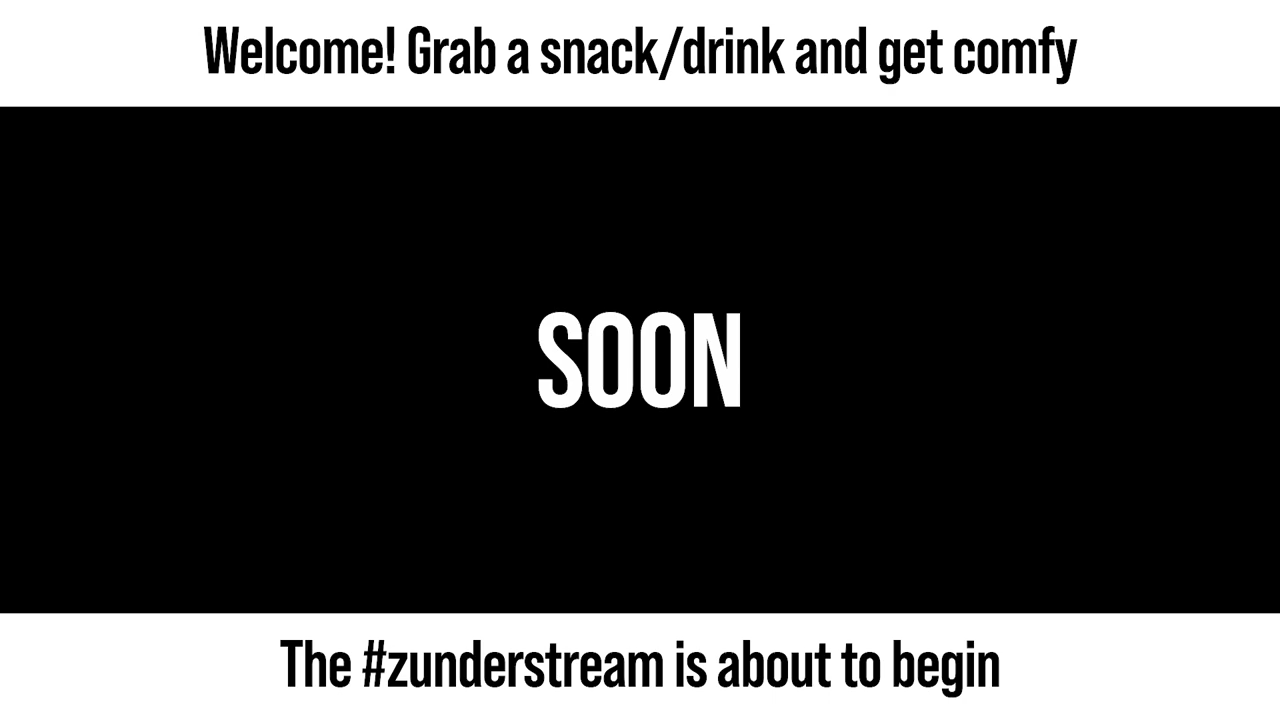 Welcome! Grab a snack/drink and get comfy
SOON
The #zunderstream is about to begin